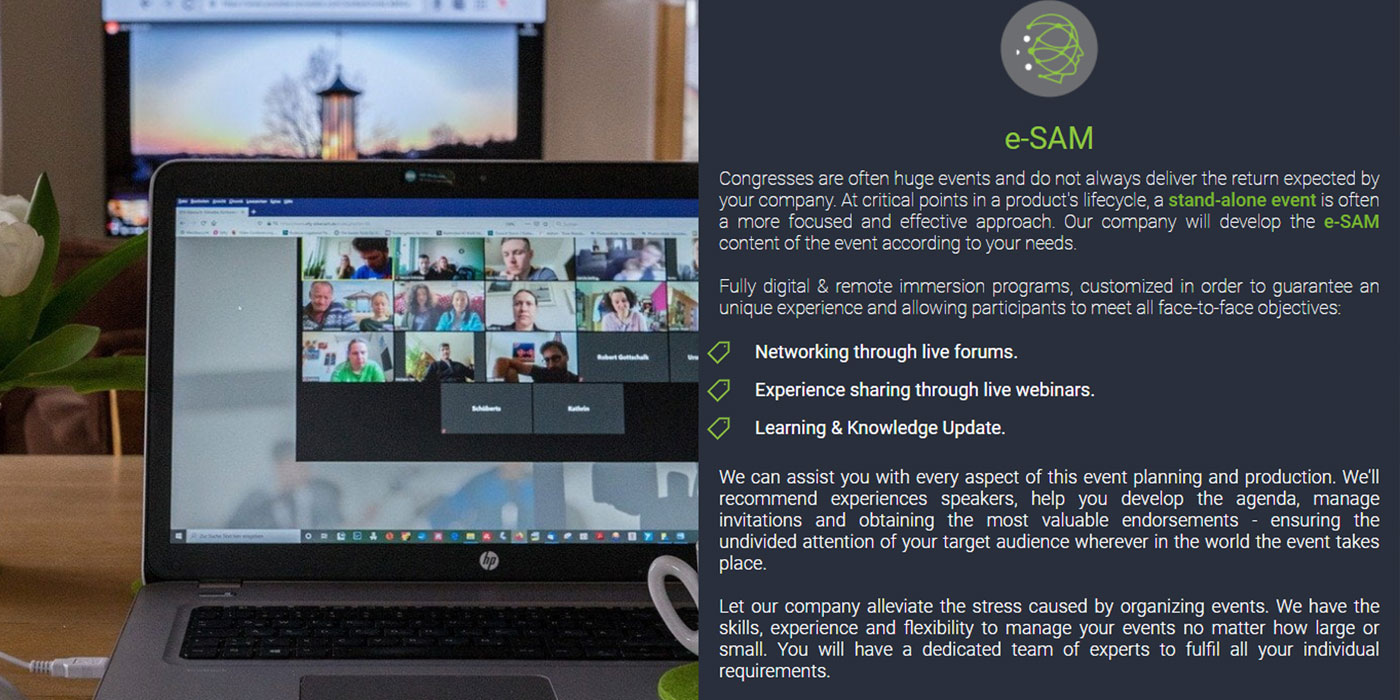 e-SAM
Congresses are often huge events and do not always deliver the return expected by
your company. At critical points in a product's lifecycle, a stand-alone event is often
a more focused and effective approach. Our company will develop the e-SAM
content of the event according to your needs.
Fully digital & remote immersion programs, customized in order to guarantee an
unique experience and allowing participants to meet all face-to-face objectives:
Networking through live forums.
Experience sharing through live webinars.
Learning & Knowledge Update.
We can assist you with every aspect of this event planning and production. We'll
recommend experiences speakers, help you develop the agenda, manage
invitations and obtaining the most valuable endorsements - ensuring the
undivided attention of your target audience wherever in the world the event takes
place.
Let our company alleviate the stress caused by organizing events. We have the
skills, experience and flexibility to manage your events no matter how large or
small. You will have a dedicated team of experts to fulfil all your individual
requirements.
Robert Gottschalk
Schüberts
Kathrin
hp